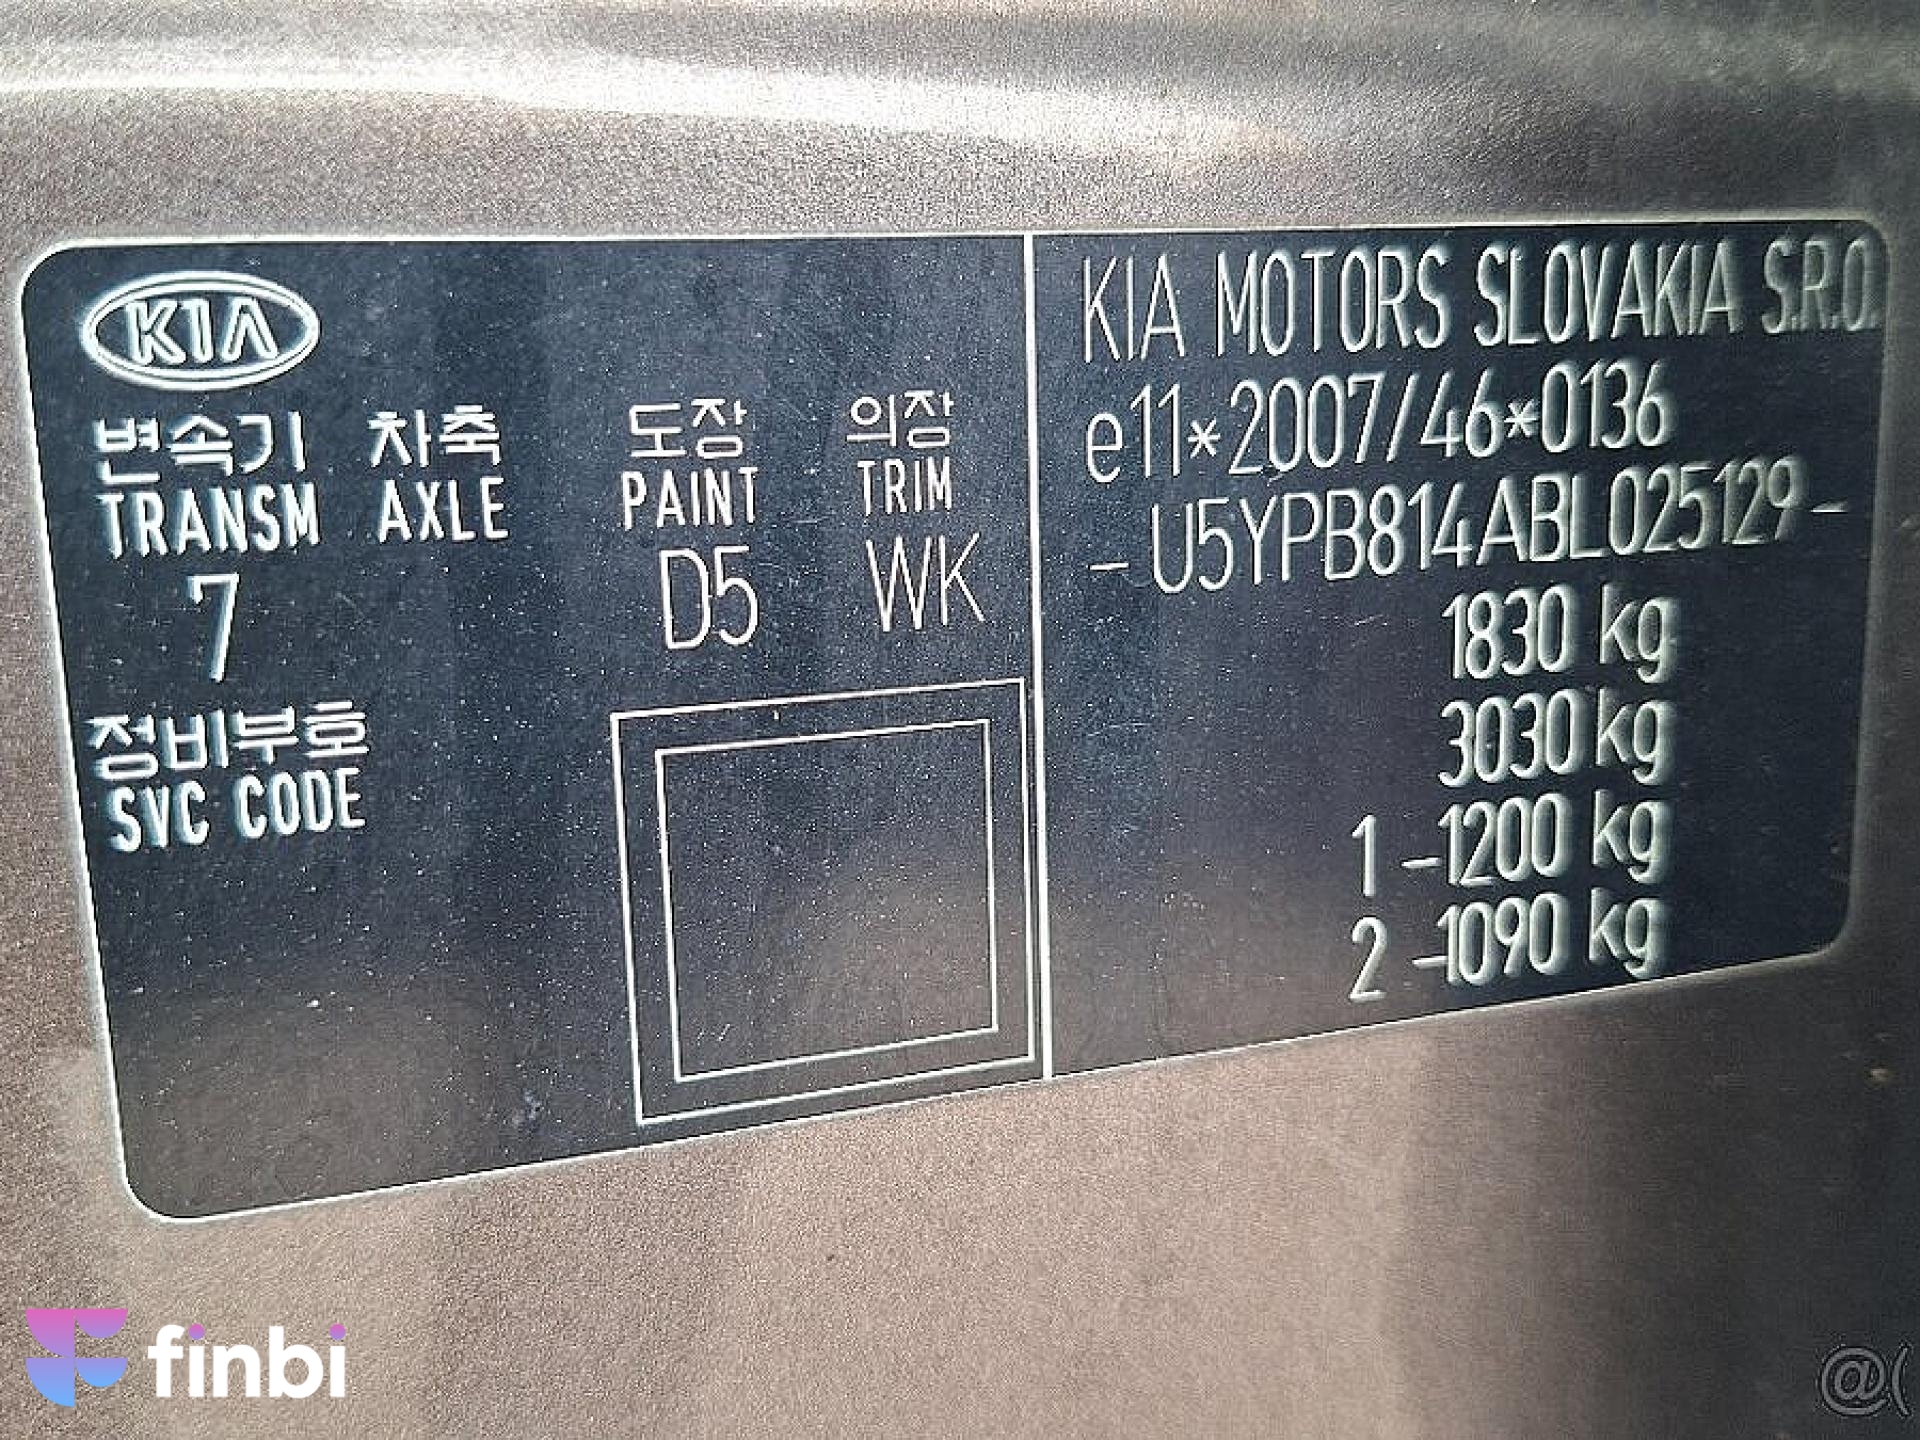 KIA
변속기 차축 도장 의장
TRANSM AXLE PAINT TRIM
7 D5 WK
정비부호
SVC CODE
KIA MOTORS SLOVAKIA S.R.O.
e11*2007/46*0136
- U5YPB814ABL025129 -
1830 kg
3030 kg
1 -1200 kg
2 -1090 kg
finbi
@(